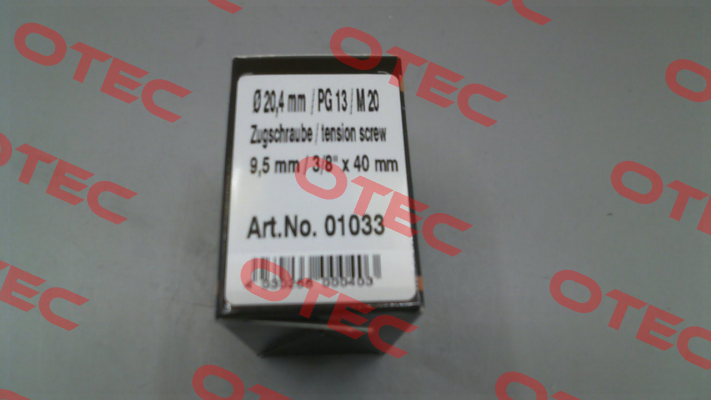 Ø 20,4 mm / PG 13 / M 20
Zugschraube / tension screw
9,5 mm / 3/8" x 40 mm
Art.No. 01033
OTEC
OTEC
OTEC
OTEC
OTEC
OTEC
OTEC
OTEC
OTEC
OTEC